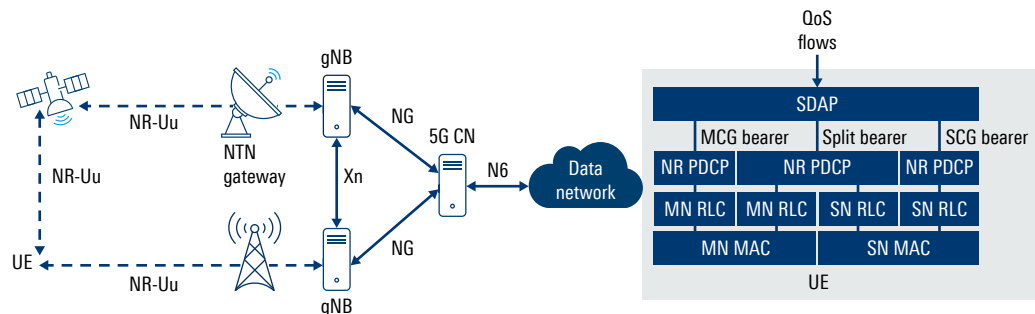 gNB
NR-Uu
NTN
gateway
NG
5G CN
NR-Uu
Xn
N6
Data
network
NG
UE
NR-Uu
gNB
QoS
flows
SDAP
MCG bearer
Split bearer
SCG bearer
NR PDCP
NR PDCP
NR PDCP
MN RLC
MN RLC
SN RLC
SN RLC
MN MAC
SN MAC
UE